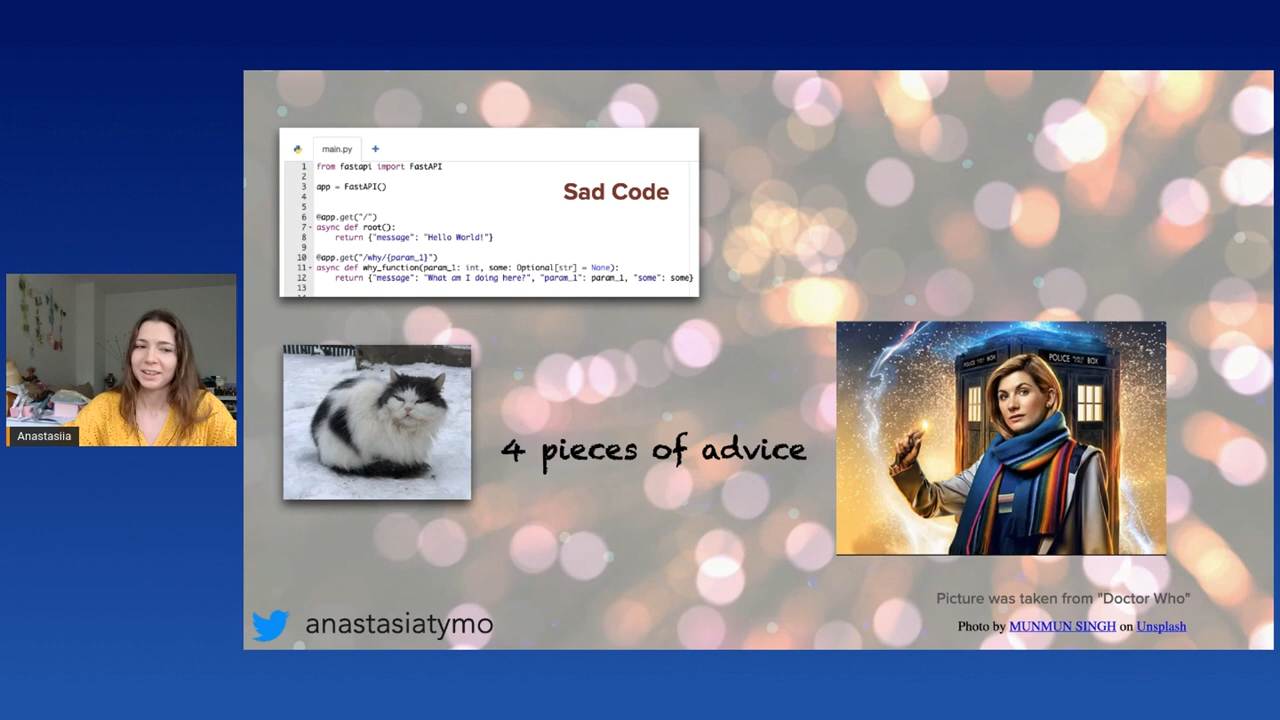 main.py +
1 from fastapi import FastAPI
2
3 app = FastAPI()
4
5
6 @app.get("/")
7 async def root():
8 return {"message": "Hello World!"}
9
10 @app.get("/why/{param_1}")
11 async def why_function(param_1: int, some: Optional[str] = None):
12 return {"message": "What am I doing here?", "param_1": param_1, "some": some}
13
Sad Code
Anastasiia
4 pieces of advice
POLICE BOX
POLICE BOX
Picture was taken from "Doctor Who"
Photo by MUNMUN SINGH on Unsplash
anastasiatymo